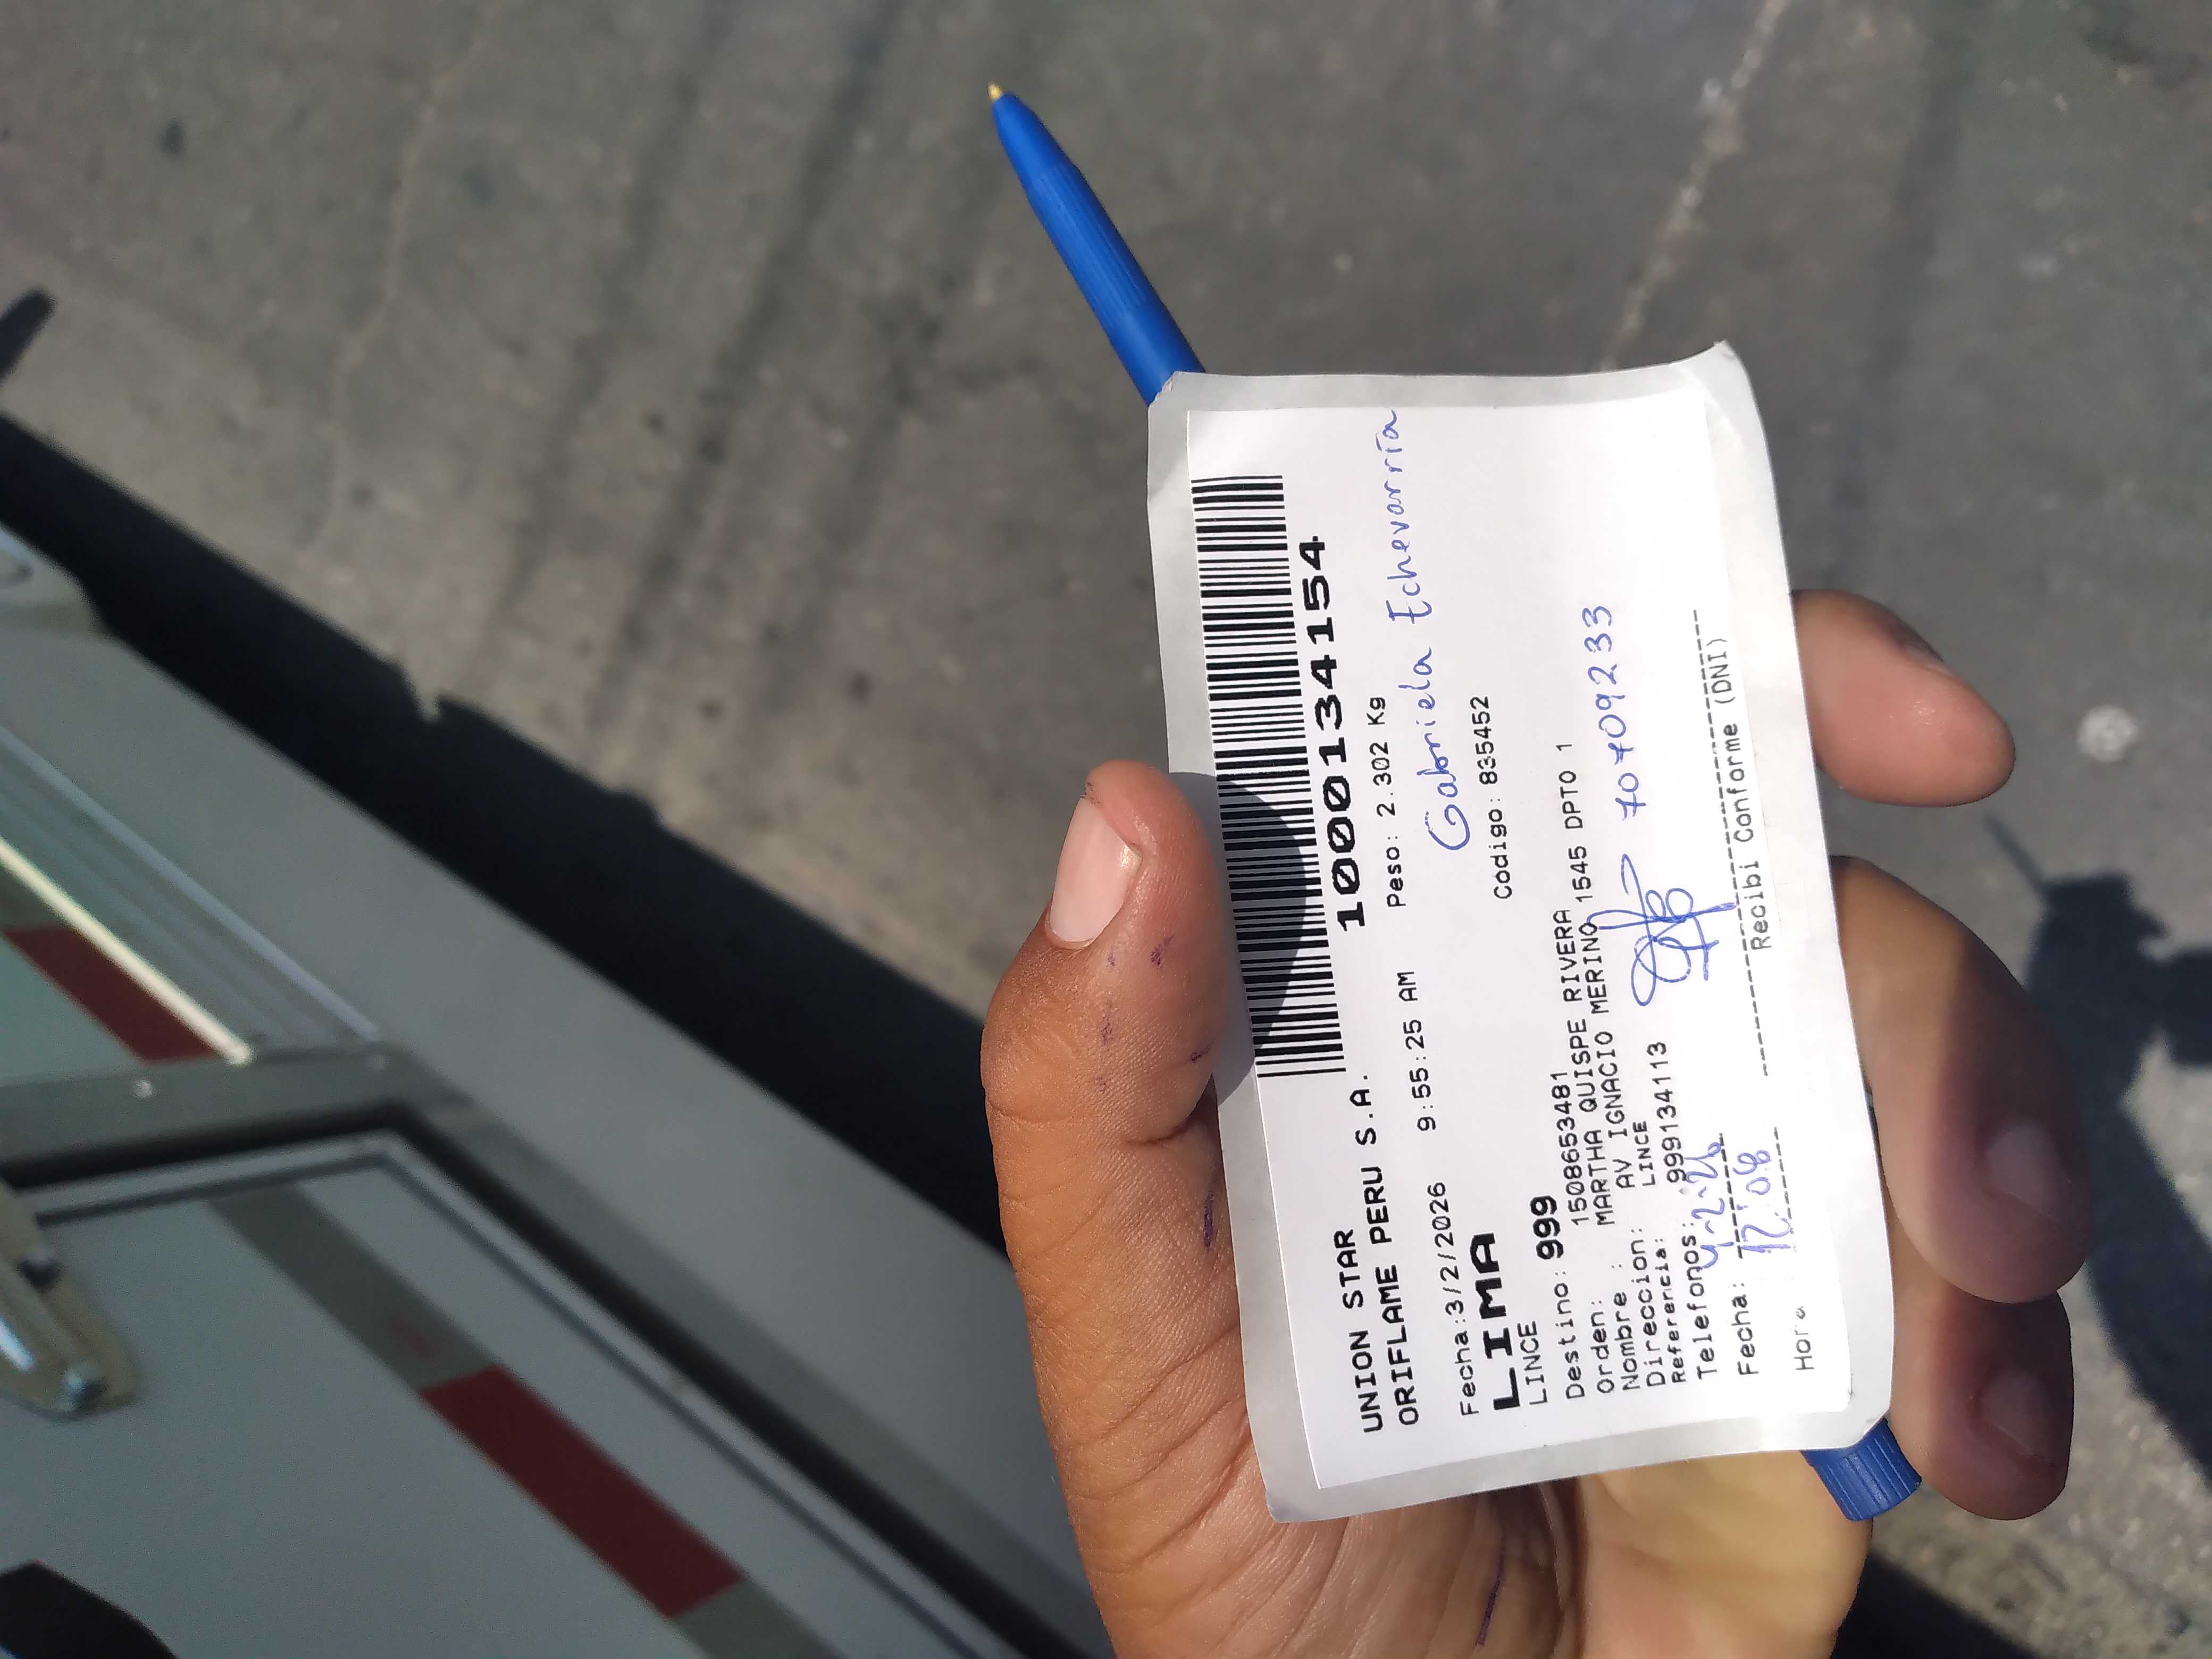 1000134154
UNION STAR
ORIFLAME PERU S.A.
Fecha:3/2/2026 9:55:25 AM Peso: 2.302 Kg
Gabriela Echevarría
LIMA
LINCE
Codigo: 835452
Destino: 999
Orden: 1508653481
Nombre : MARTHA QUISPE RIVERA
Direccion: AV IGNACIO MERINO 1545 DPTO 1
Referencia: LINCE
Telefonos: 999134113
70709233
Fecha: 4-2-26
Hora 12:08
Recibi Conforme (DNI)